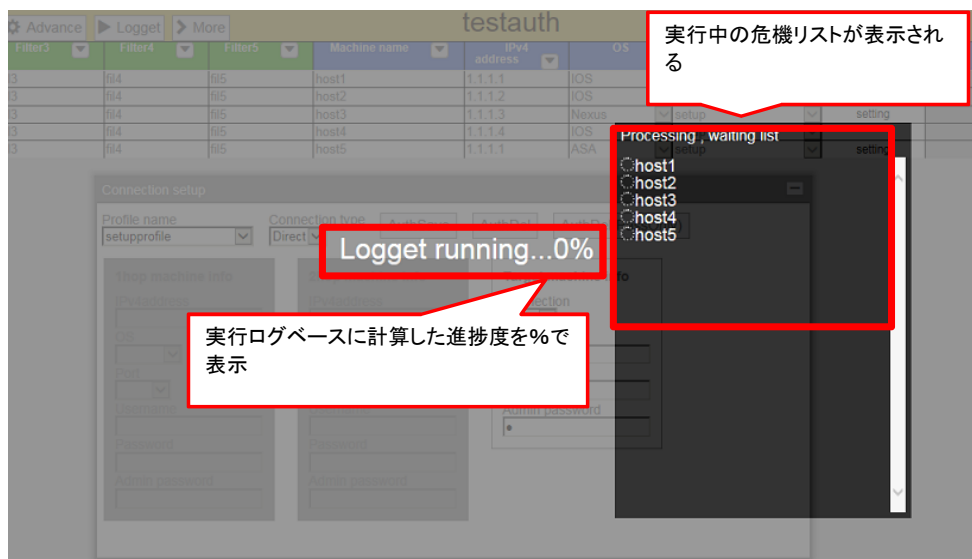 Advance Logget More testauth
Filter3 Filter4 Filter5 Machine name IPv4 address OS
実行中の危機リストが表示され
る
3 fil4 fil5 host1 1.1.1.1 IOS
3 fil4 fil5 host2 1.1.1.2 IOS
3 fil4 fil5 host3 1.1.1.3 Nexus setup setting
3 fil4 fil5 host4 1.1.1.4 IOS
3 fil4 fil5 host5 1.1.1.1 ASA setup setting
Processing , waiting list
host1
host2
host3
host4
host5
Connection setup
Profile name Connection type
setupprofile Direct AuthSave AuthDel
Logget running...0%
1hop machine info
IPv4address IPv4address
実行ログベースに計算した進捗度を%で
表示
OS
Port
Username
Password Password
Admin password Admin password Admin password